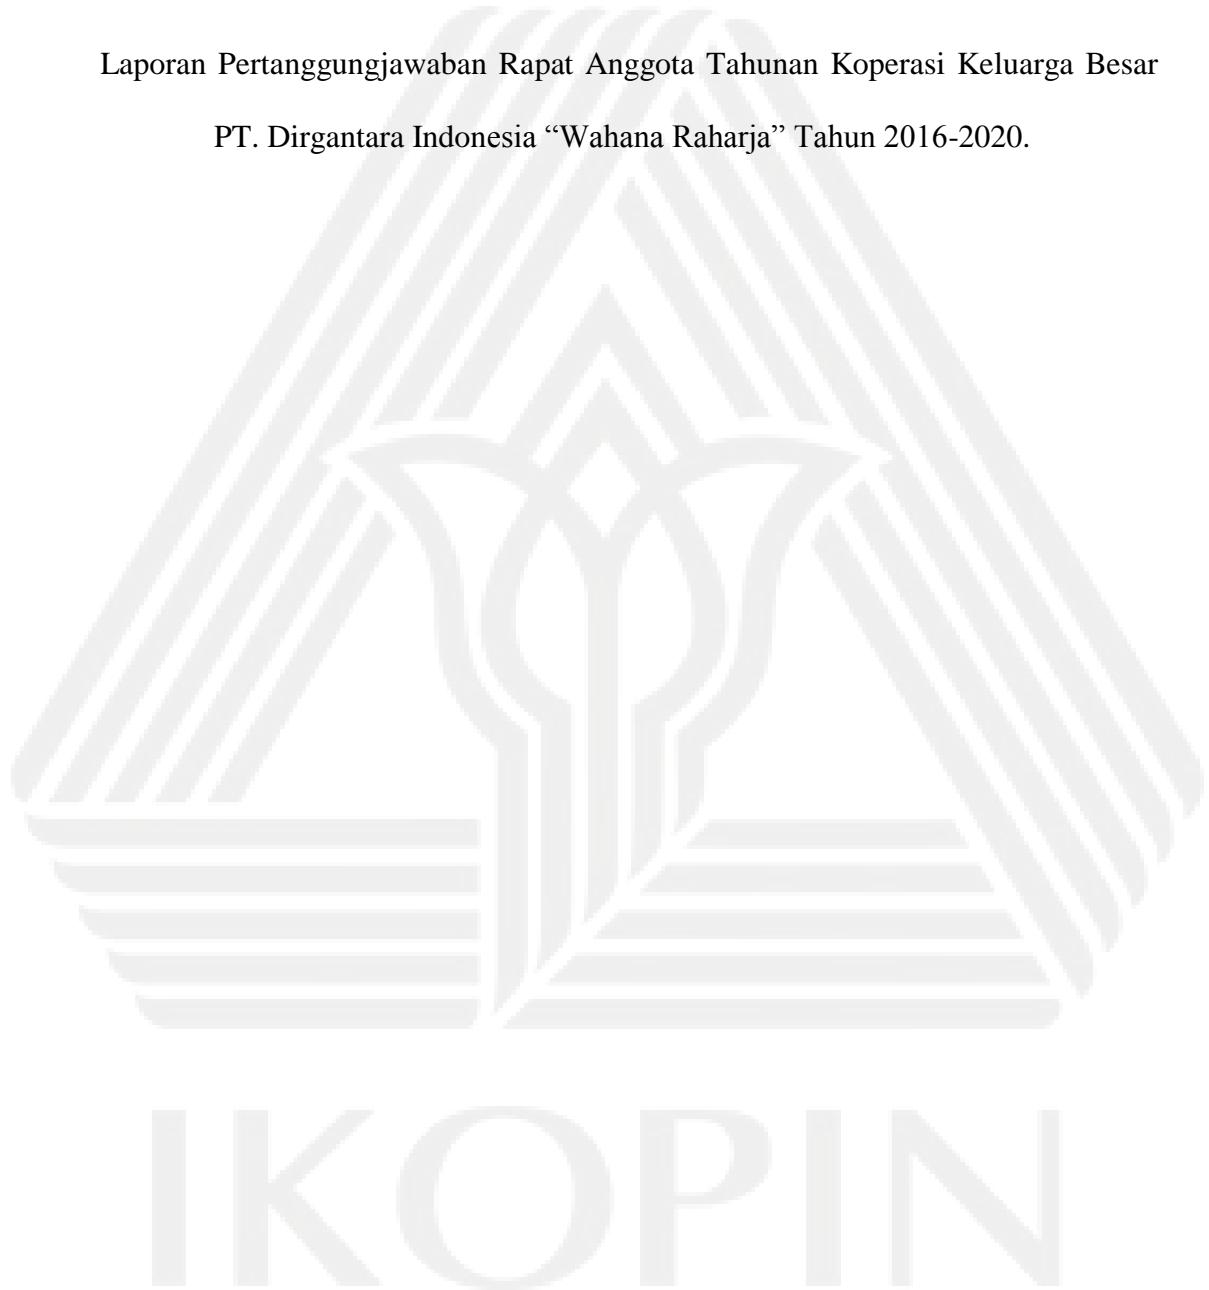 Laporan Pertanggungjawaban Rapat Anggota Tahunan Koperasi Keluarga Besar
PT. Dirgantara Indonesia “Wahana Raharja” Tahun 2016-2020.
IKOPIN